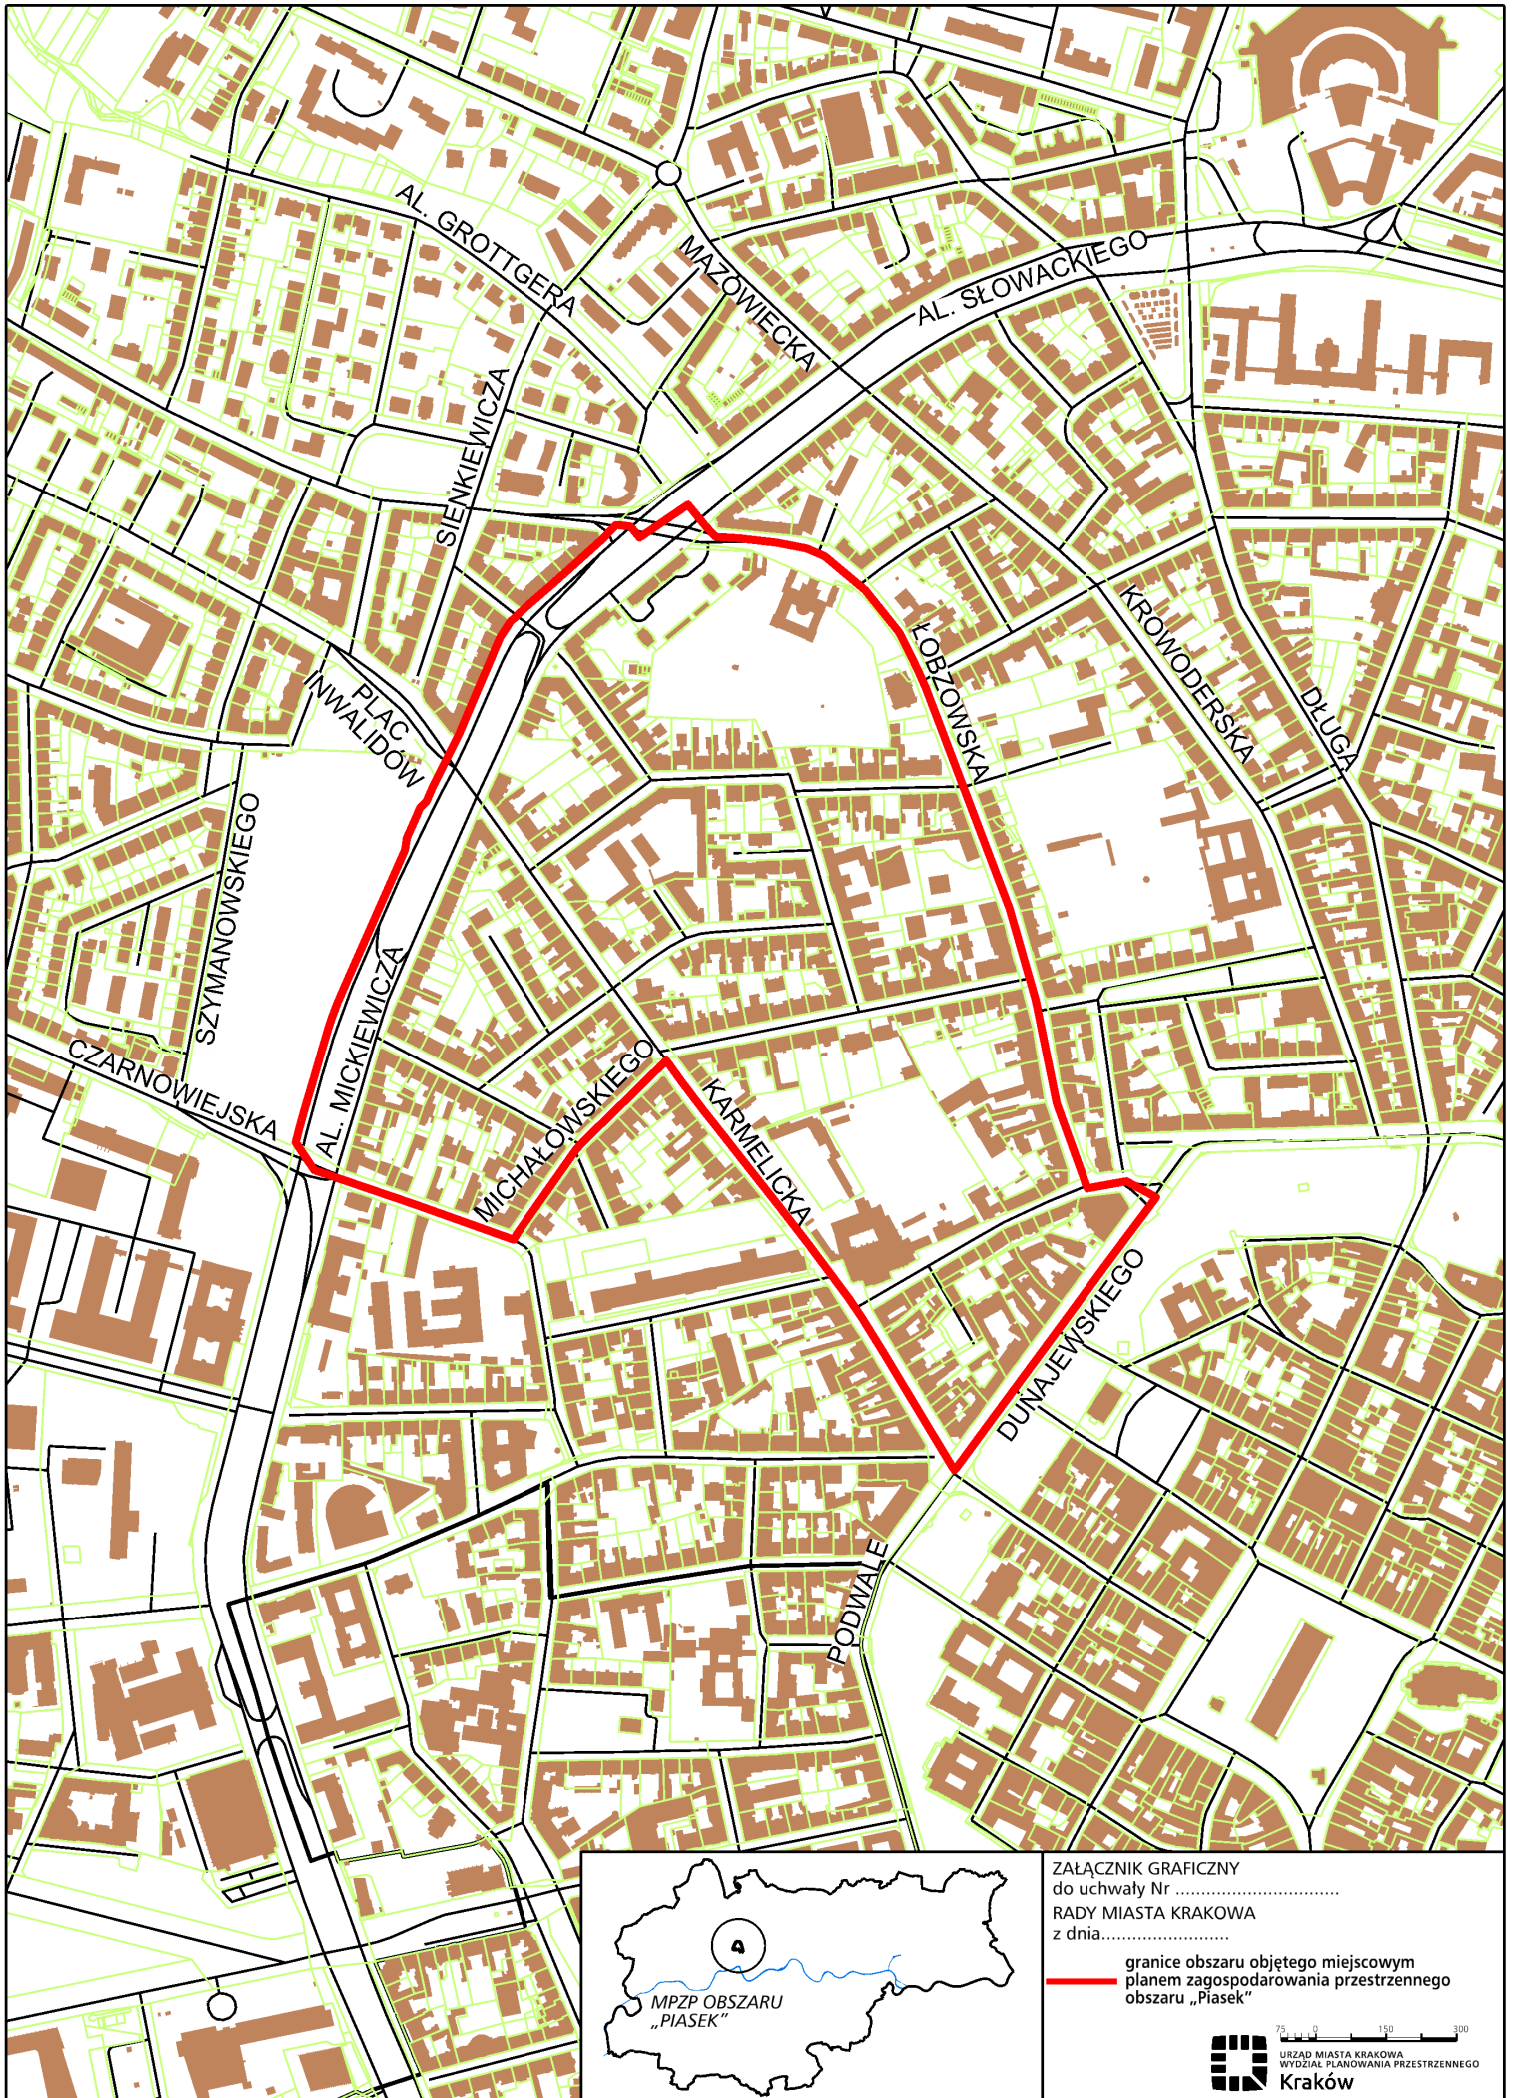 AL. GROTTGERA
MAZOWIECKA
AL. SŁOWACKIEGO
SIENKIEWICZA
PLAC
INWALIDÓW
ŁOBZOWSKA
KROWODERSKA
DŁUGA
SZYMANOWSKIEGO
AL. MICKIEWICZA
CZARNOWIEJSKA
MICHAŁOWSKIEGO
KARMELICKA
DUNAJEWSKIEGO
PODWALE
MPZP OBSZARU
„PIASEK”
ZAŁĄCZNIK GRAFICZNY
do uchwały Nr ................................
RADY MIASTA KRAKOWA
z dnia.........................
granice obszaru objętego miejscowym
planem zagospodarowania przestrzennego
obszaru „Piasek”
75 0 150 300
URZĄD MIASTA KRAKOWA
WYDZIAŁ PLANOWANIA PRZESTRZENNEGO
Kraków